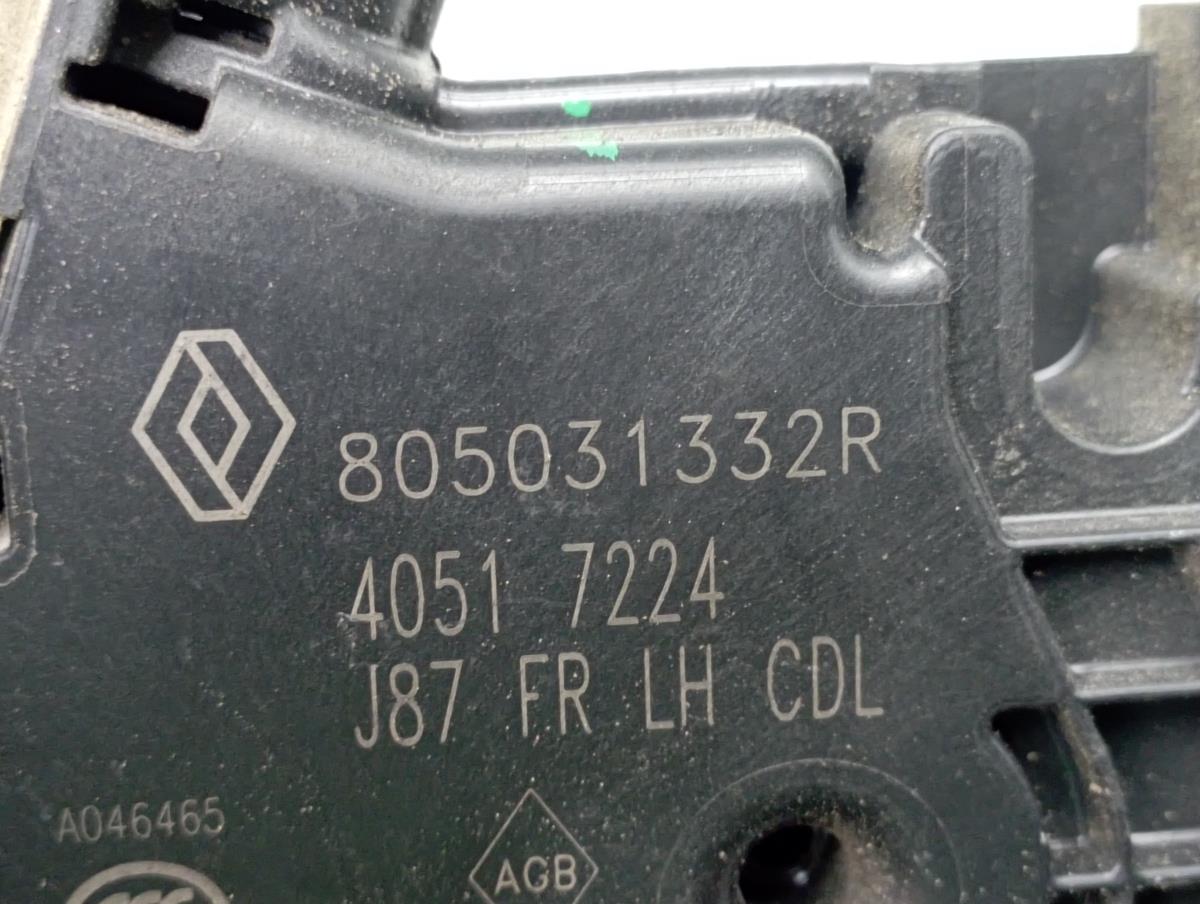 805031332R
4051 7224
J87 FR LH CDL
A046465
AGB